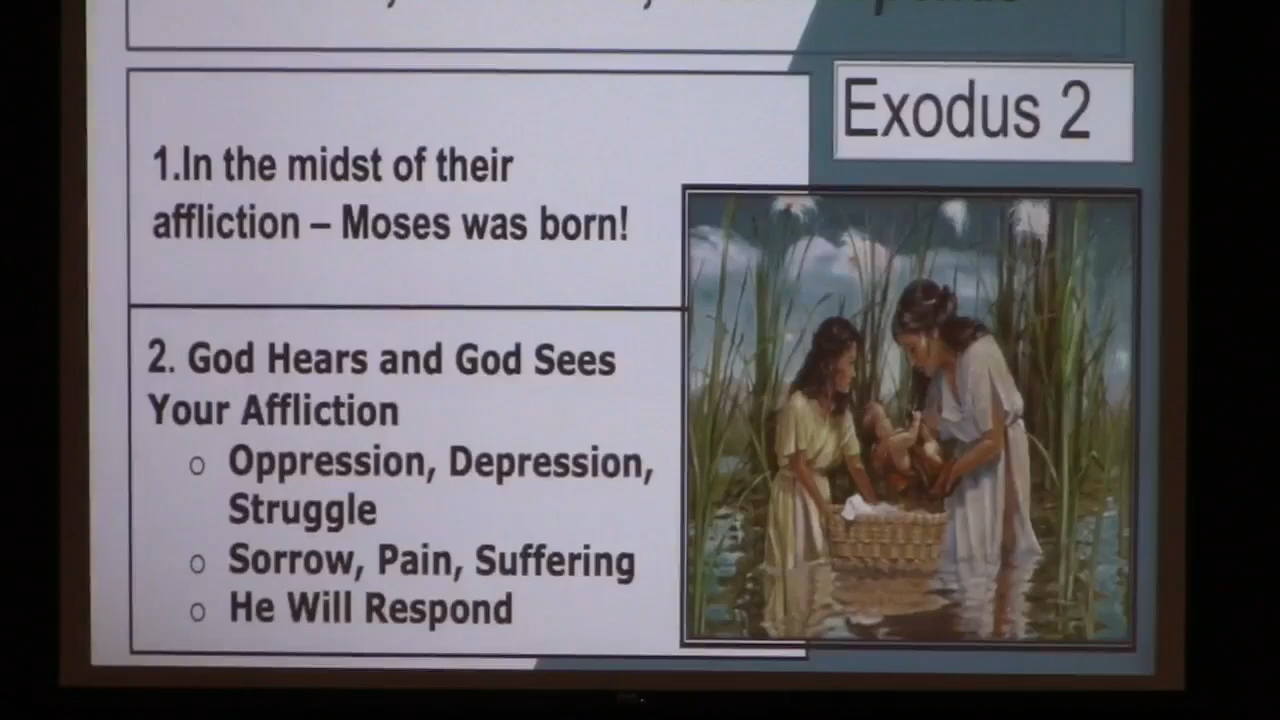 Exodus 2
1.In the midst of their
affliction – Moses was born!
2. God Hears and God Sees
Your Affliction
o Oppression, Depression,
Struggle
o Sorrow, Pain, Suffering
o He Will Respond